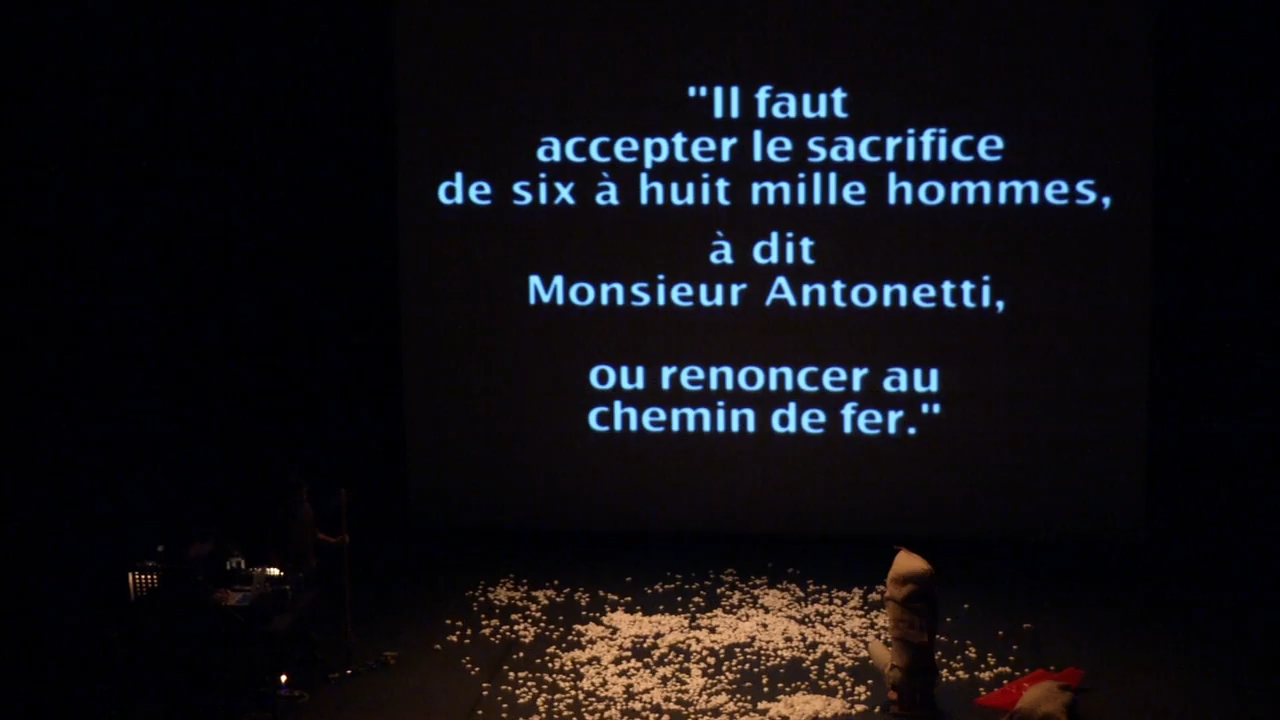 "Il faut
accepter le sacrifice
de six à huit mille hommes,
à dit
Monsieur Antonetti,
ou renoncer au
chemin de fer."